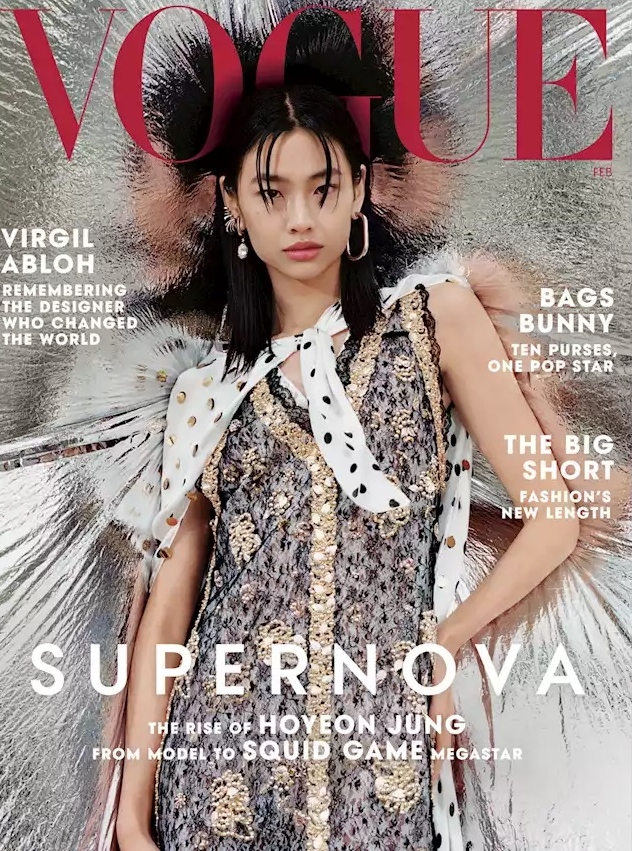 VOGUE
FEB
VIRGIL
ABLOH
REMEMBERING
THE DESIGNER
WHO CHANGED
THE WORLD
BAGS
BUNNY
TEN PURSES,
ONE POP STAR
THE BIG
SHORT
FASHION'S
NEW LENGTH
SUPERNOVA
THE RISE OF HOYEON JUNG
FROM MODEL TO SQUID GAME MEGASTAR